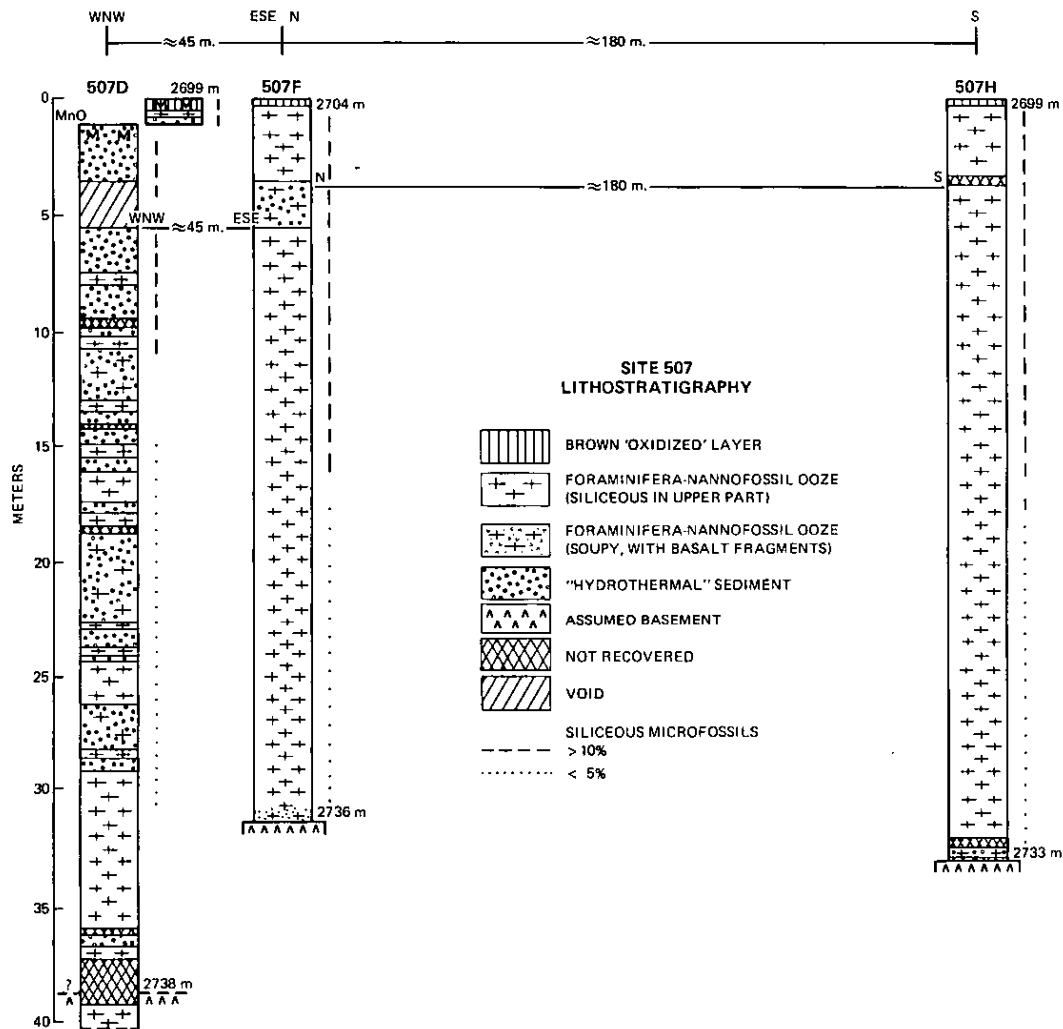 WNW ESE N S
≈45 m. ≈180 m.
507D 2699 m 507F 2704 m 507H 2699 m
0
MnO
M M
M M
N ≈180 m. S
5
WNW ≈45 m. ESE
10
15
20
25
30
35
40
METERS
SITE 507
LITHOSTRATIGRAPHY
BROWN 'OXIDIZED' LAYER
FORAMINIFERA-NANNOFOSSIL OOZE
(SILICEOUS IN UPPER PART)
FORAMINIFERA-NANNOFOSSIL OOZE
(SOUPY, WITH BASALT FRAGMENTS)
"HYDROTHERMAL" SEDIMENT
ASSUMED BASEMENT
NOT RECOVERED
VOID
SILICEOUS MICROFOSSILS
> 10%
< 5%
2736 m
2733 m
? 2738 m